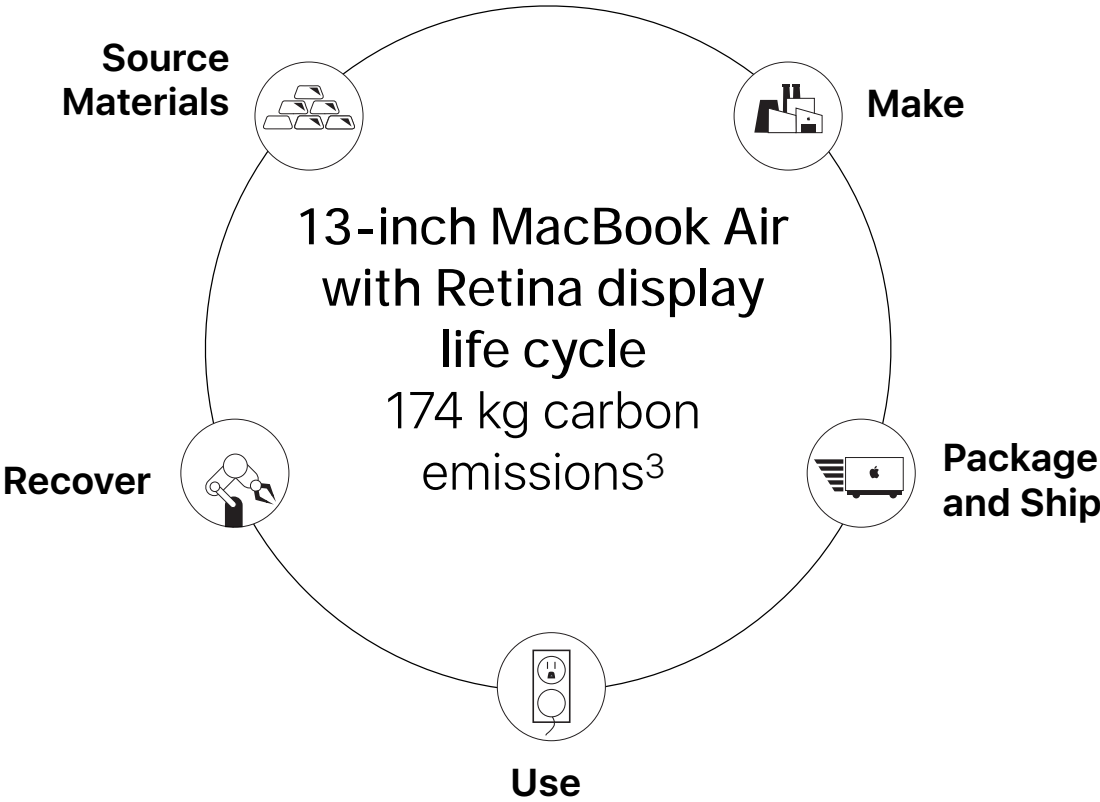 Source
Materials
Make
13-inch MacBook Air
with Retina display
life cycle
174 kg carbon
emissions³
Recover
Package
and Ship
Use